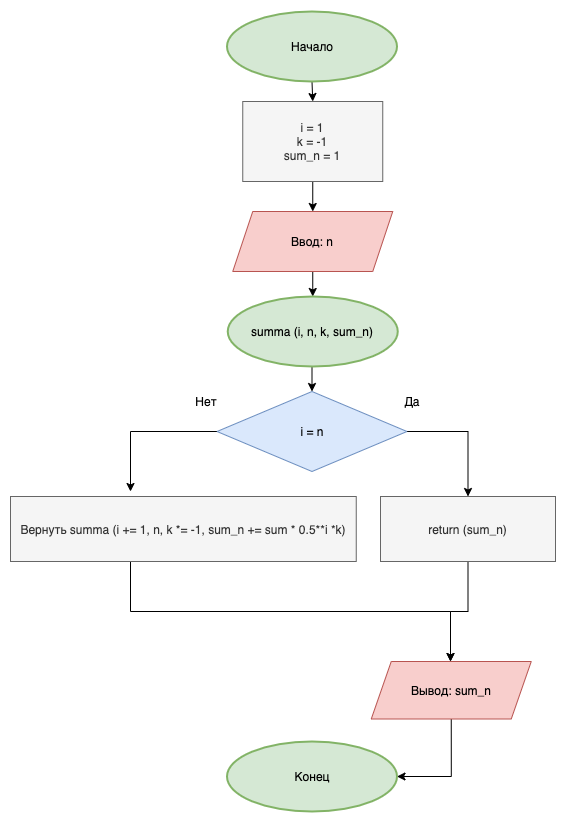 Начало
i = 1
k = -1
sum_n = 1
Ввод: n
summa (i, n, k, sum_n)
Нет
Да
i = n
Вернуть summa (i += 1, n, k *= -1, sum_n += sum * 0.5**i *k)
return (sum_n)
Вывод: sum_n
Конец